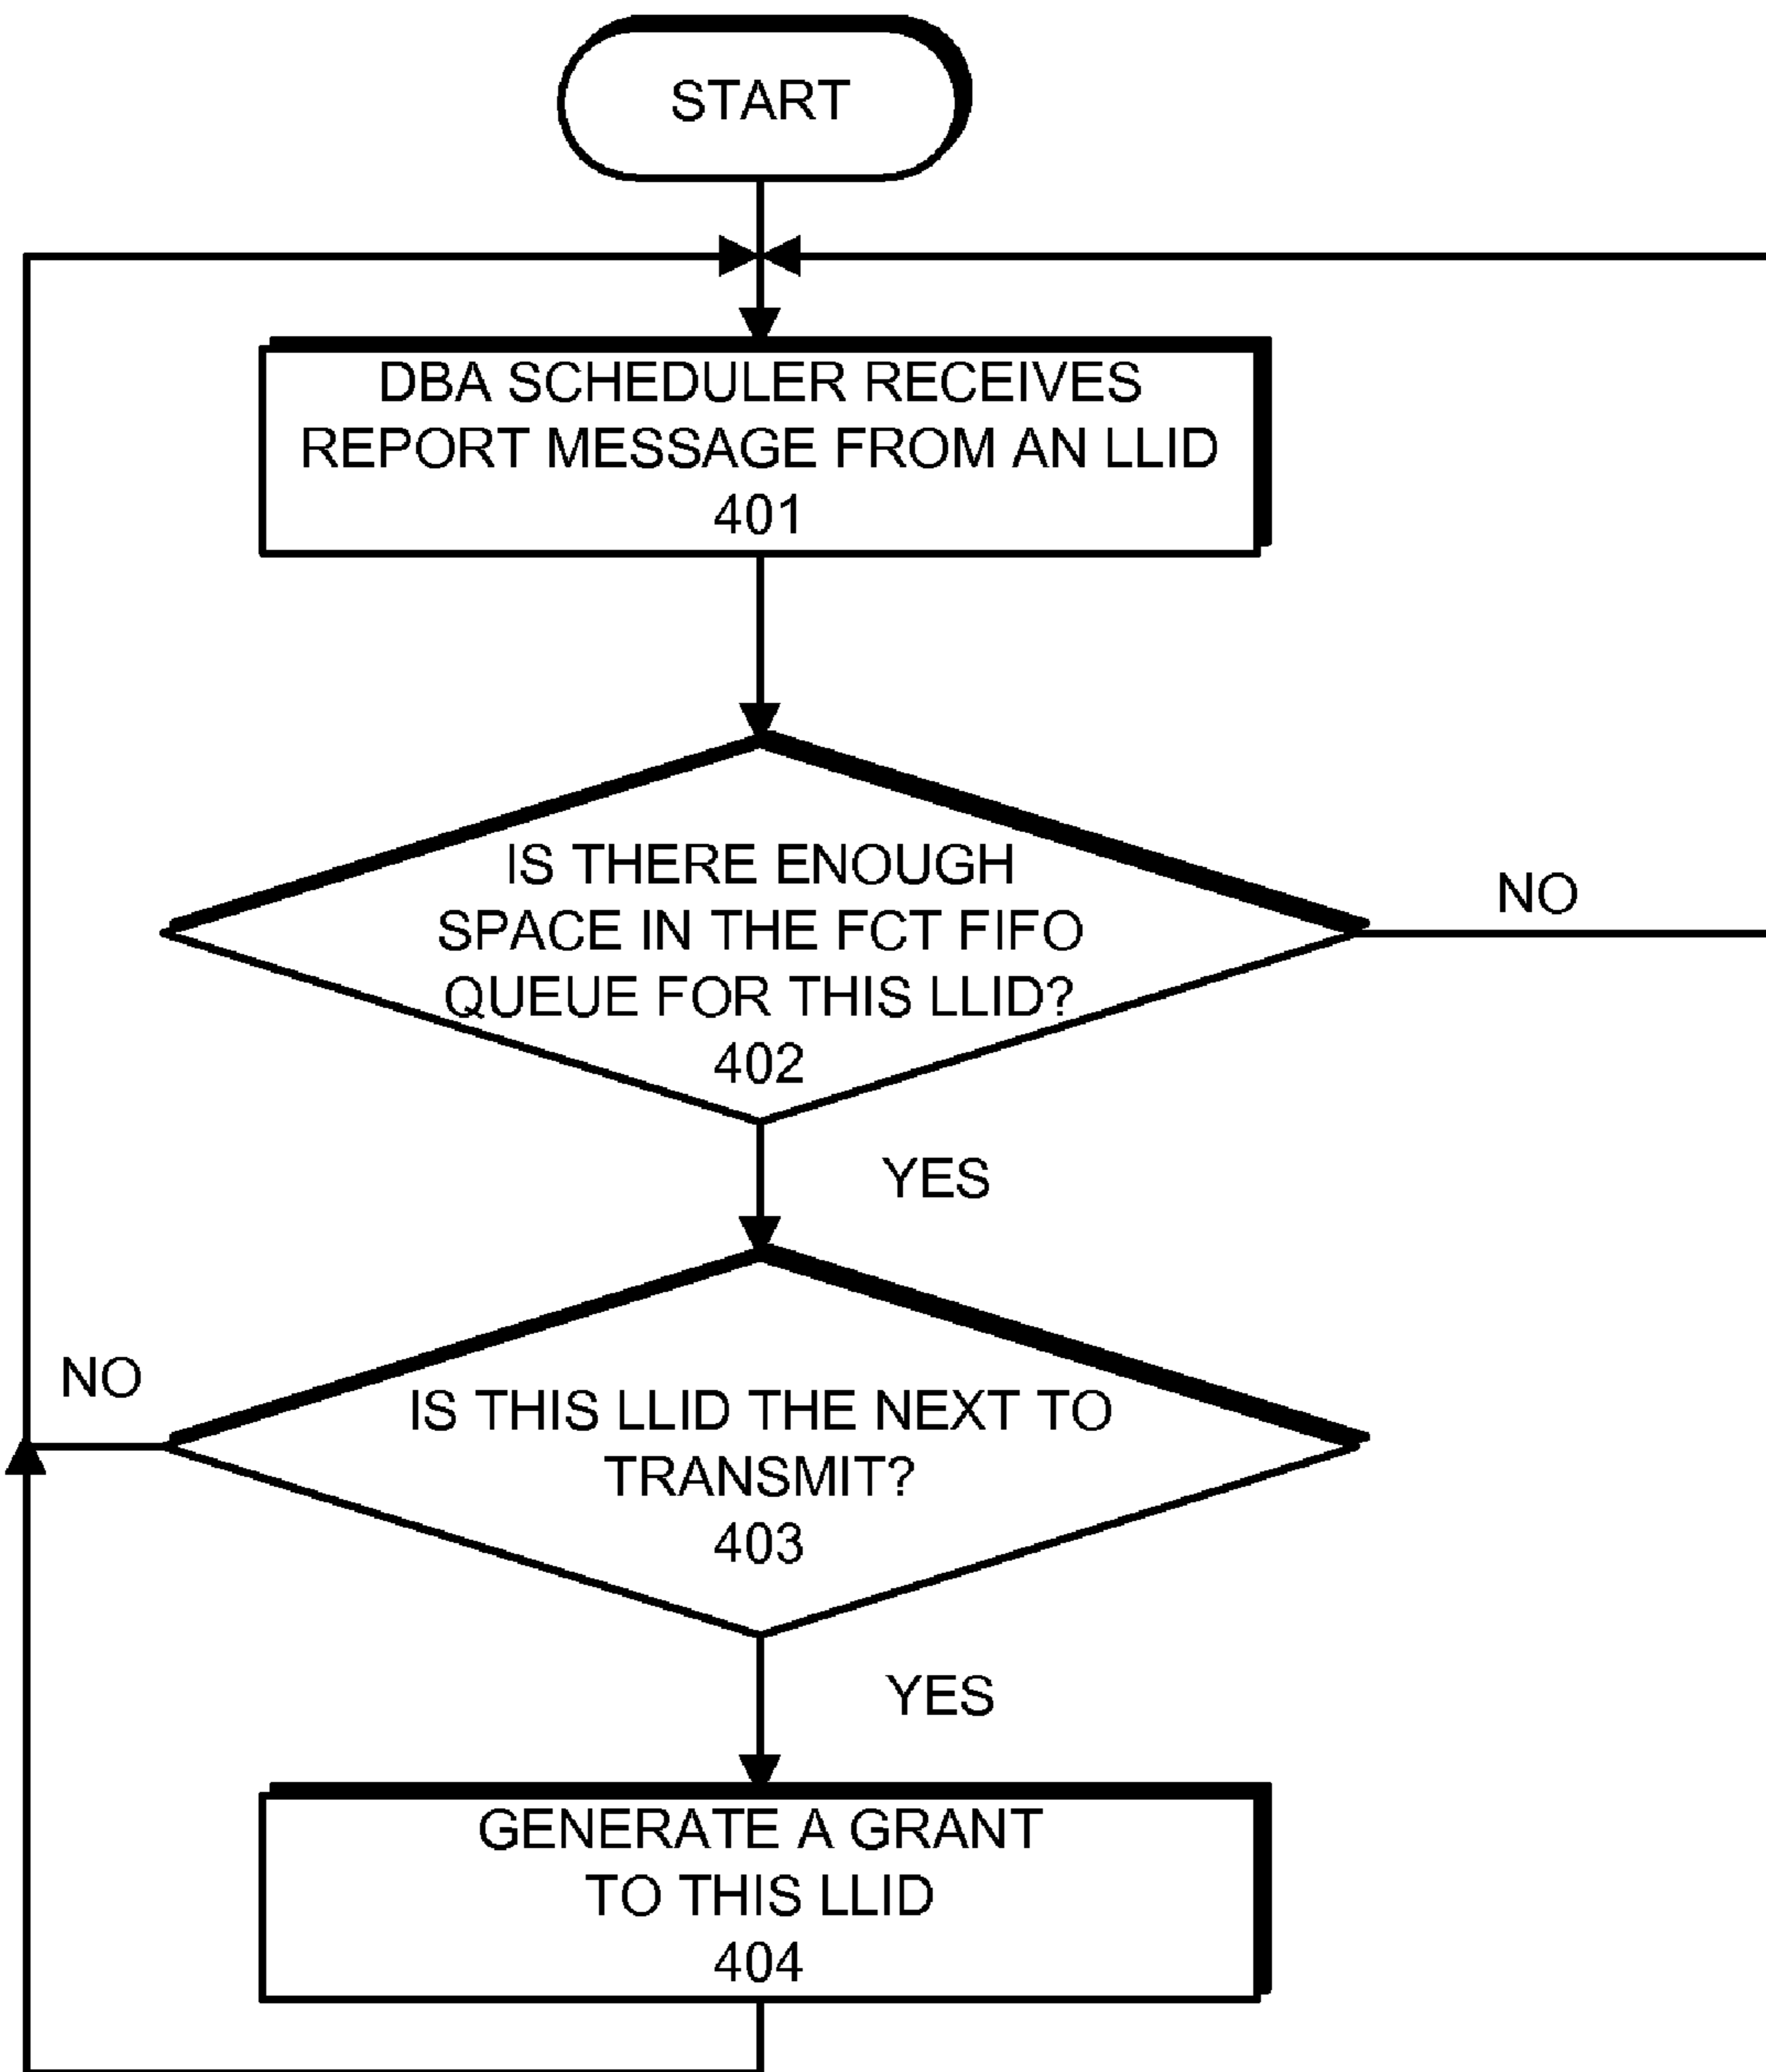 START
DBA SCHEDULER RECEIVES
REPORT MESSAGE FROM AN LLID
401
IS THERE ENOUGH
SPACE IN THE FCT FIFO
QUEUE FOR THIS LLID?
402
NO
YES
NO
IS THIS LLID THE NEXT TO
TRANSMIT?
403
YES
GENERATE A GRANT
TO THIS LLID
404